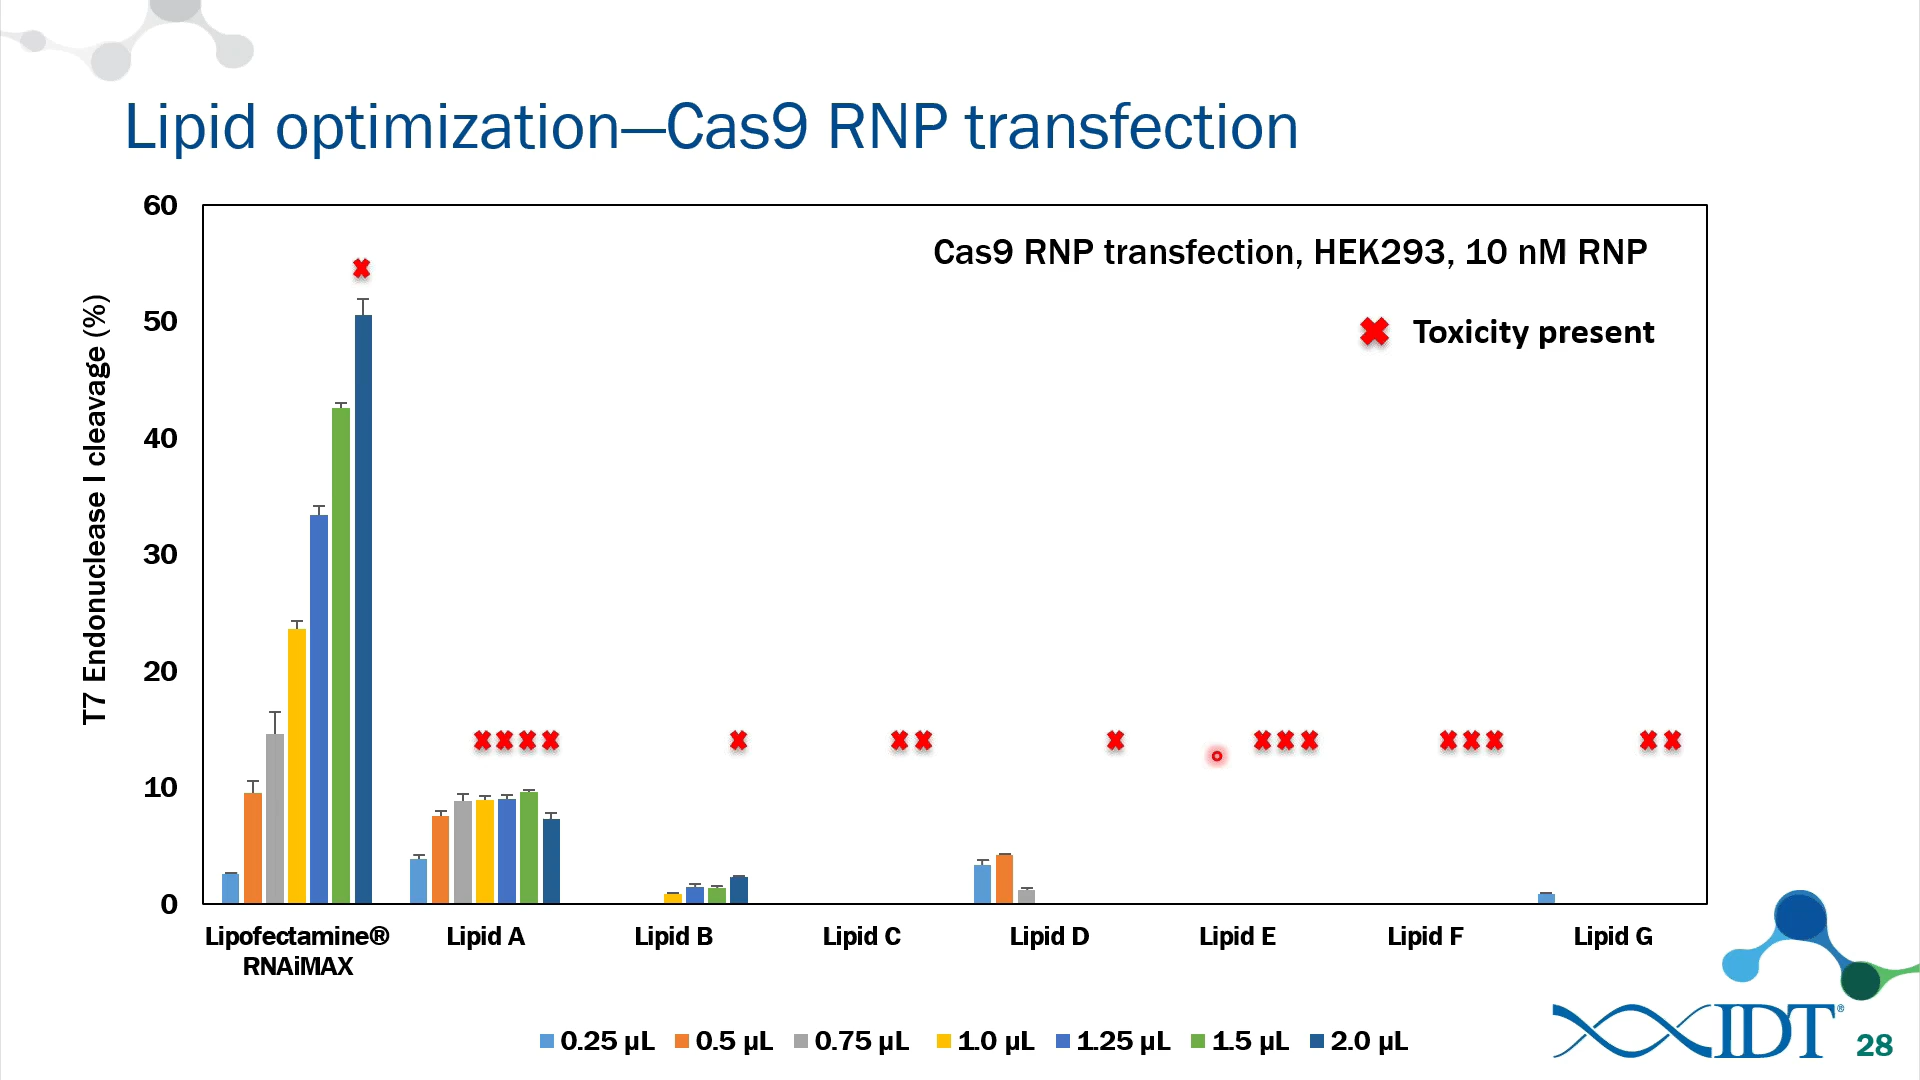 Lipid optimization—Cas9 RNP transfection
60
50
40
30
20
10
0
T7 Endonuclease I cleavage (%)
Cas9 RNP transfection, HEK293, 10 nM RNP
Toxicity present
Lipofectamine® RNAiMAX
Lipid A
Lipid B
Lipid C
Lipid D
Lipid E
Lipid F
Lipid G
0.25 µL
0.5 µL
0.75 µL
1.0 µL
1.25 µL
1.5 µL
2.0 µL
IDT®
28